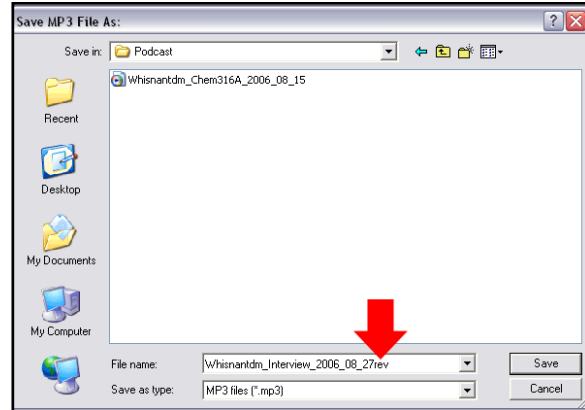 Save MP3 File As:
Save in: Podcast
Whisnantdm_Chem316A_2006_08_15
Recent
Desktop
My Documents
My Computer
File name: Whisnantdm_Interview_2006_08_27rev Save
Save as type: MP3 files (*.mp3) Cancel